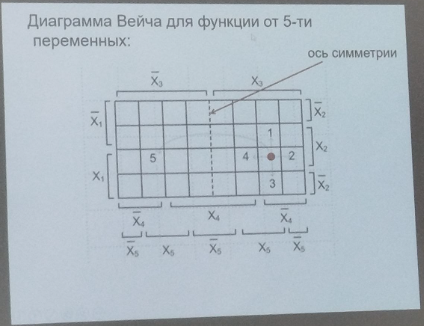 Диаграмма Вейча для функции от 5-ти
переменных:
ось симметрии
X̅₃ X₃
X̅₁ X̅₂
1 X₂
X₁ 5 4 2
3 X̅₂
X̅₄ X₄ X̅₄
X̅₅ X₅ X̅₅ X₅ X̅₅